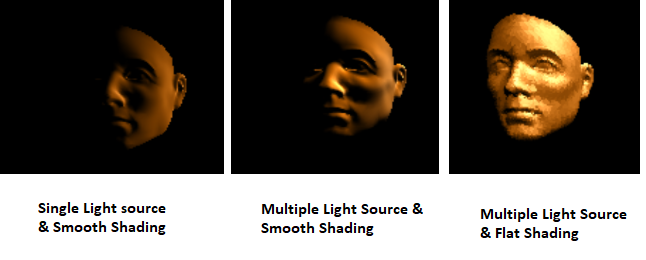 Single Light source
& Smooth Shading
Multiple Light Source &
Smooth Shading
Multiple Light Source
& Flat Shading